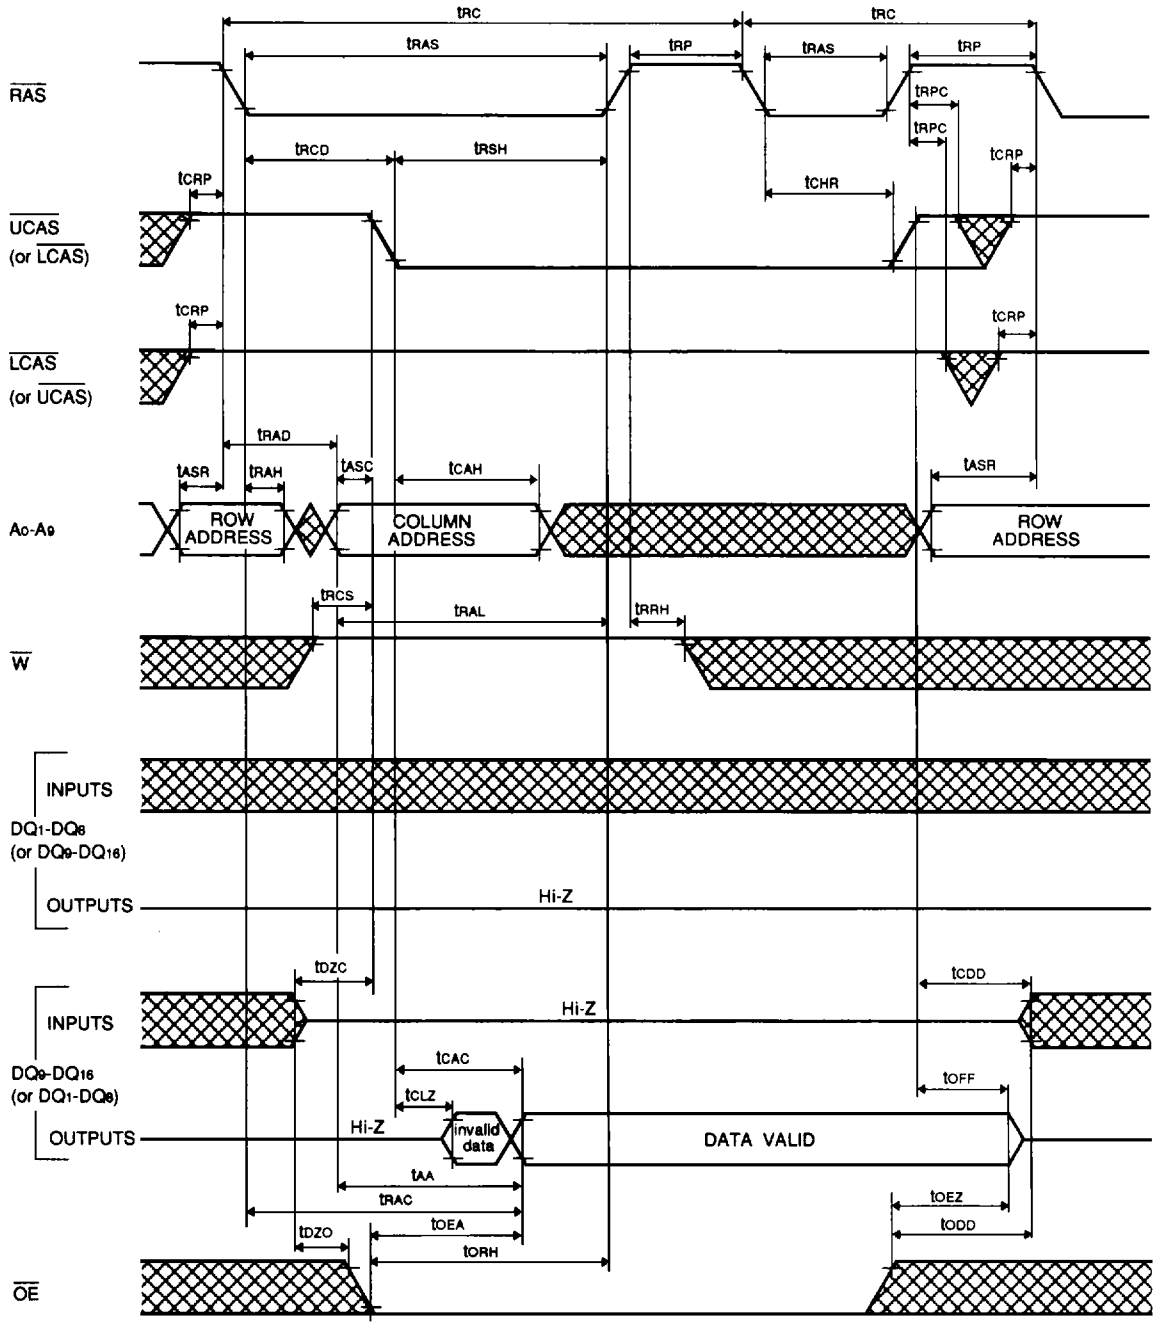 tRC tRC
tRAS tRP tRAS tRP
RAS
tRPC
tRPC
tRCD tRSH tCRP
tCRP tCHR
UCAS
(or LCAS)
tCRP tCRP
LCAS
(or UCAS)
tRAD
tASR tRAH tASC tCAH tASR
A0-A9 ROW ADDRESS COLUMN ADDRESS ROW ADDRESS
tRCS tRAL tRRH
W
INPUTS
DQ1-DQ8
(or DQ9-DQ16)
OUTPUTS Hi-Z
tDZC tCDD
INPUTS Hi-Z
tCAC
DQ9-DQ16
(or DQ1-DQ8)
tCLZ tOFF
OUTPUTS Hi-Z invalid data DATA VALID
tAA
tRAC tOEZ
tDZO tOEA tODD
tORH
OE